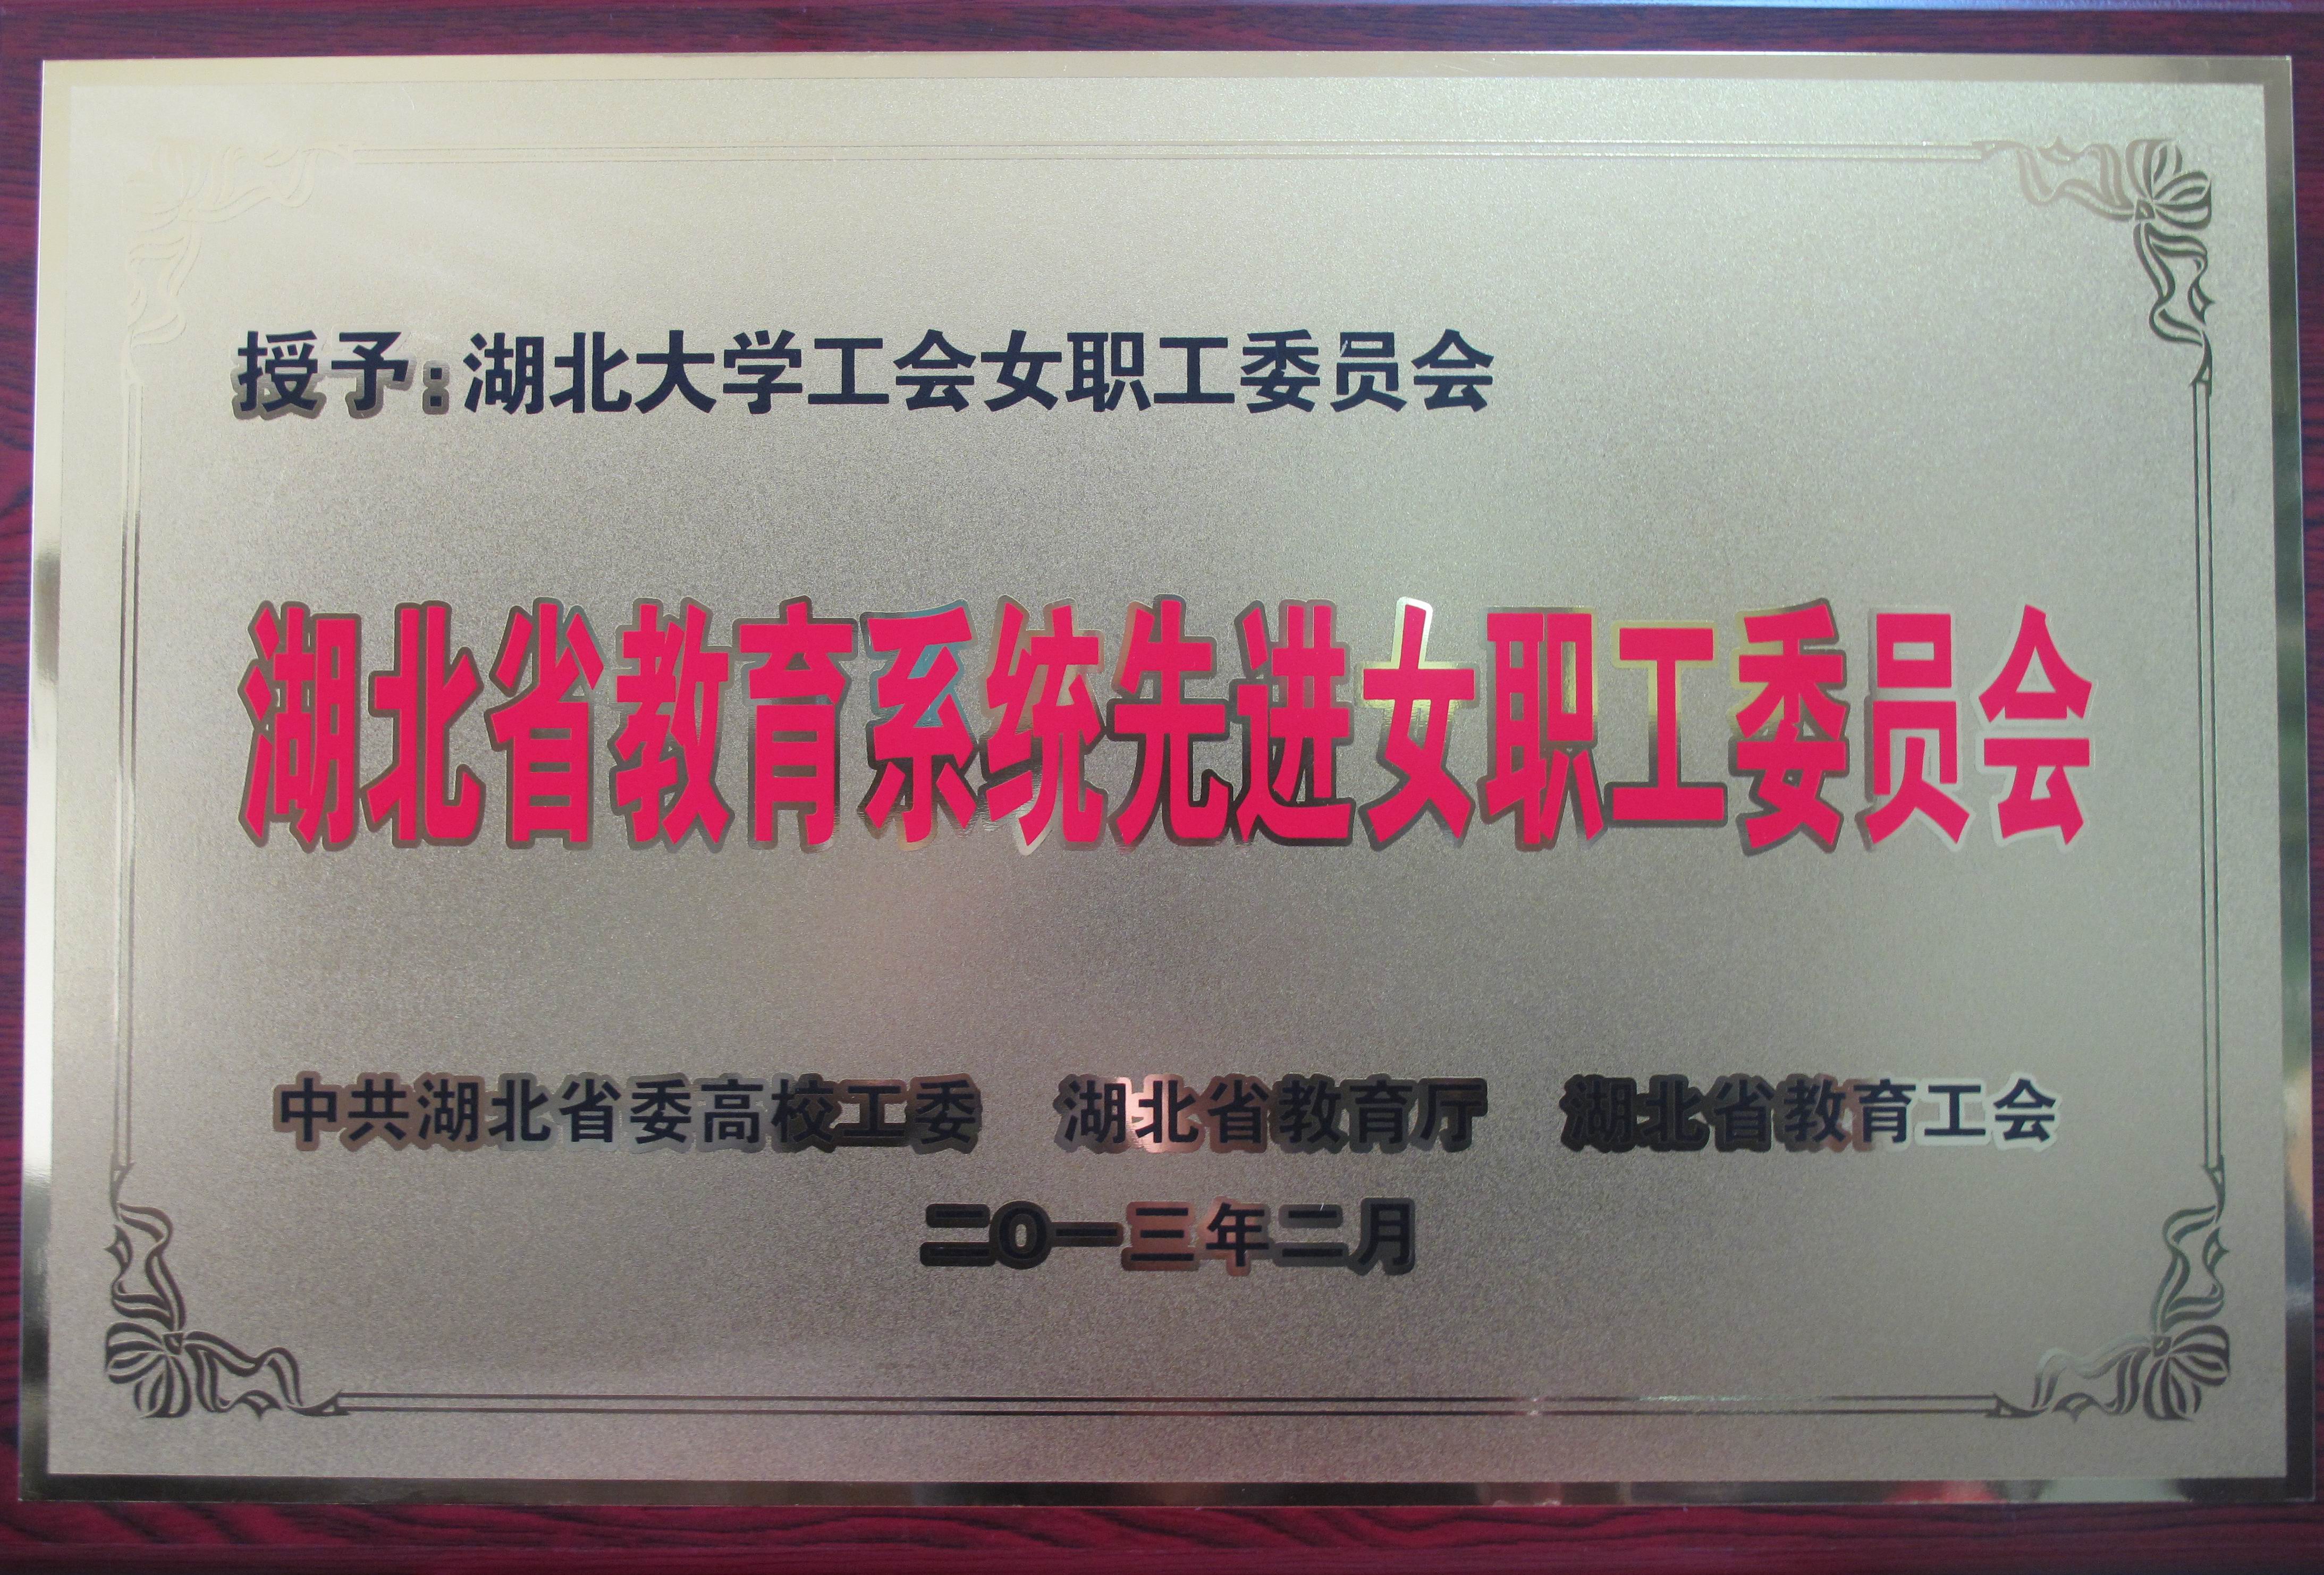 授予:湖北大学工会女职工委员会
湖北省教育系统先进女职工委员会
中共湖北省委高校工委 湖北省教育厅 湖北省教育工会
二0一三年二月